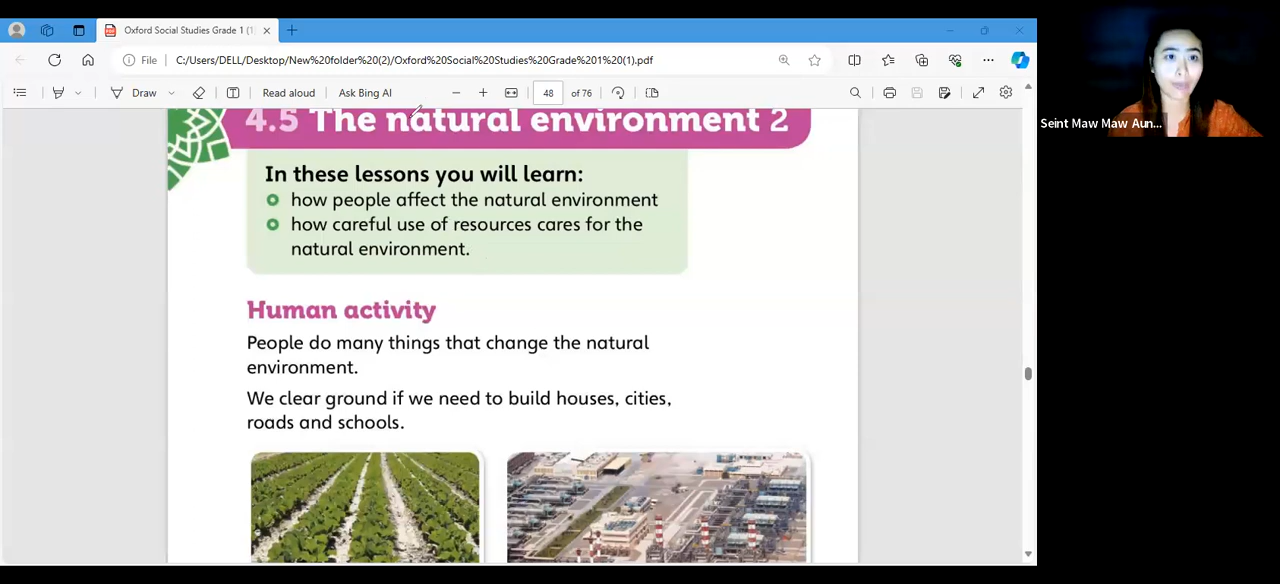 Oxford Social Studies Grade 1 (1)
File
C:/Users/DELL/Desktop/New%20folder%20(2)/Oxford%20Social%20Studies%20Grade%201%20(1).pdf
Draw
Read aloud
Ask Bing AI
48
of 76
Seint Maw Maw Aun...
4.5 The natural environment 2
In these lessons you will learn:
how people affect the natural environment
how careful use of resources cares for the
natural environment.
Human activity
People do many things that change the natural
environment.
We clear ground if we need to build houses, cities,
roads and schools.